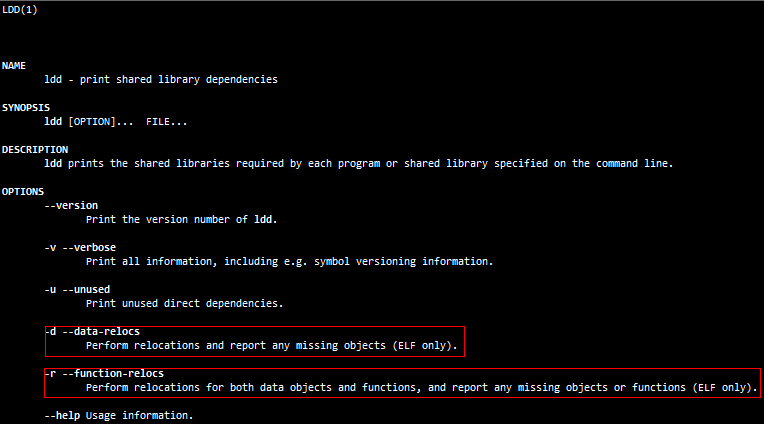 LDD(1)
NAME
ldd - print shared library dependencies
SYNOPSIS
ldd [OPTION]... FILE...
DESCRIPTION
ldd prints the shared libraries required by each program or shared library specified on the command line.
OPTIONS
--version
Print the version number of ldd.
-v --verbose
Print all information, including e.g. symbol versioning information.
-u --unused
Print unused direct dependencies.
-d --data-relocs
Perform relocations and report any missing objects (ELF only).
-r --function-relocs
Perform relocations for both data objects and functions, and report any missing objects or functions (ELF only).
--help Usage information.